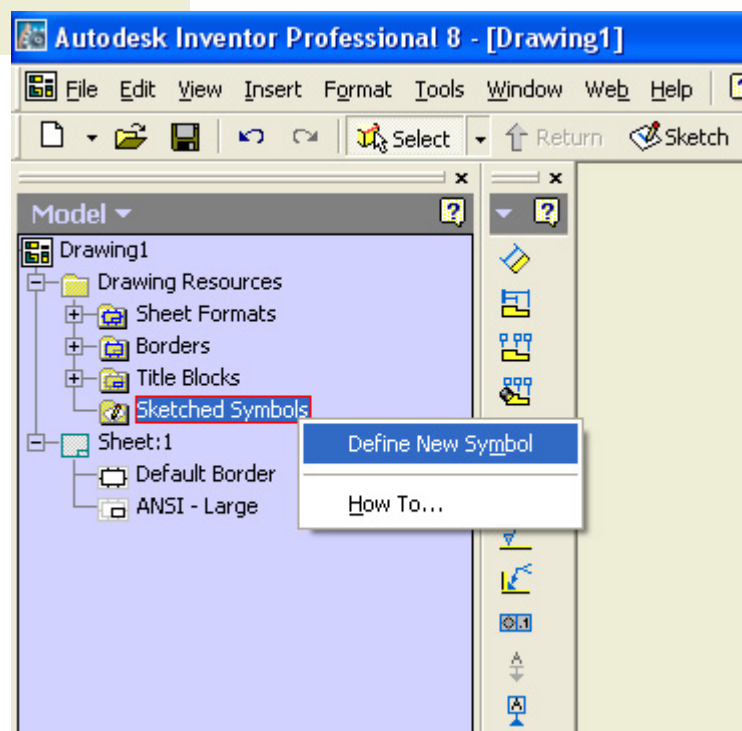 Autodesk Inventor Professional 8 - [Drawing1]
File Edit View Insert Format Tools Window Web Help
Select Return Sketch
Model
Drawing1
Drawing Resources
Sheet Formats
Borders
Title Blocks
Sketched Symbols
Sheet:1
Define New Symbol
Default Border
ANSI - Large
How To...
.1
A
A